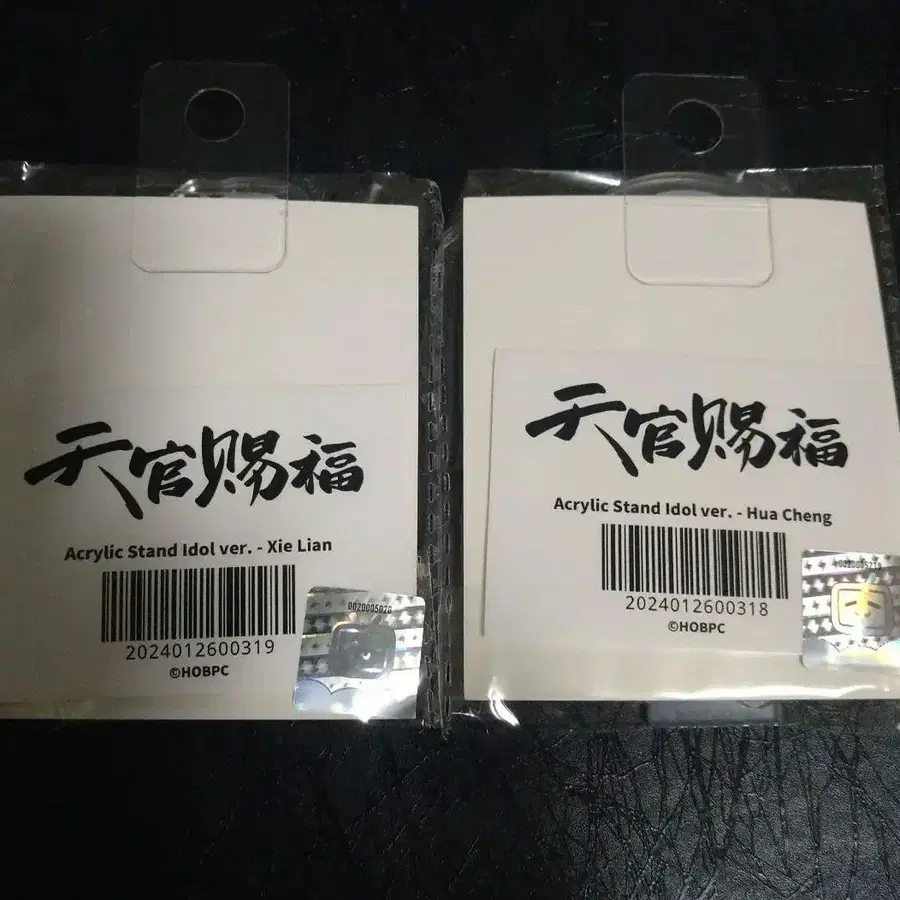 天官赐福
Acrylic Stand Idol ver. - Xie Lian
2024012600319
©HOBPC
0020005020
天官赐福
Acrylic Stand Idol ver. - Hua Cheng
2024012600318
©HOBPC